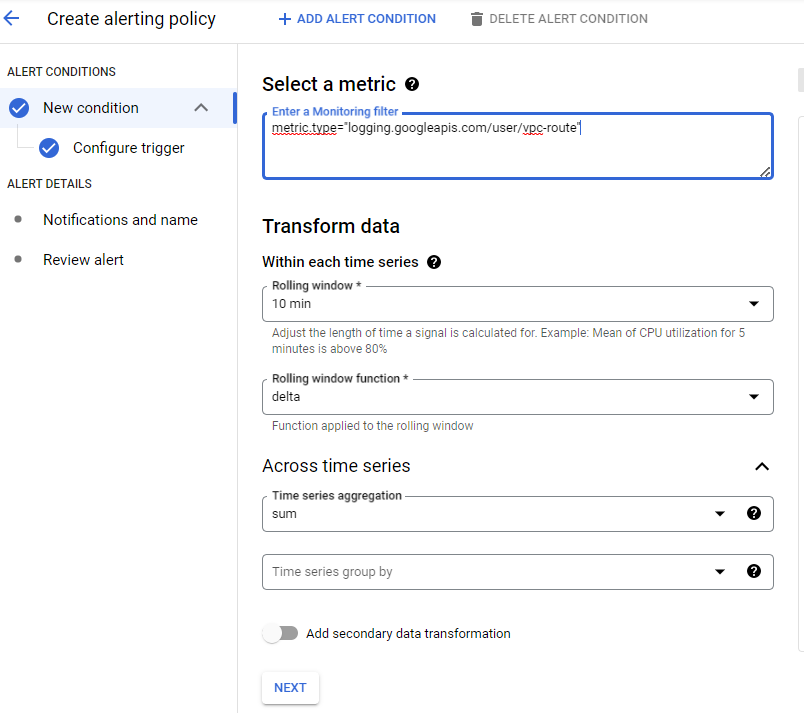 Create alerting policy
ADD ALERT CONDITION
DELETE ALERT CONDITION
ALERT CONDITIONS
New condition
Configure trigger
ALERT DETAILS
Notifications and name
Review alert
Select a metric
Enter a Monitoring filter
metric.type="logging.googleapis.com/user/vpc-route"
Transform data
Within each time series
Rolling window *
10 min
Adjust the length of time a signal is calculated for. Example: Mean of CPU utilization for 5
minutes is above 80%
Rolling window function *
delta
Function applied to the rolling window
Across time series
Time series aggregation
sum
Time series group by
Add secondary data transformation
NEXT